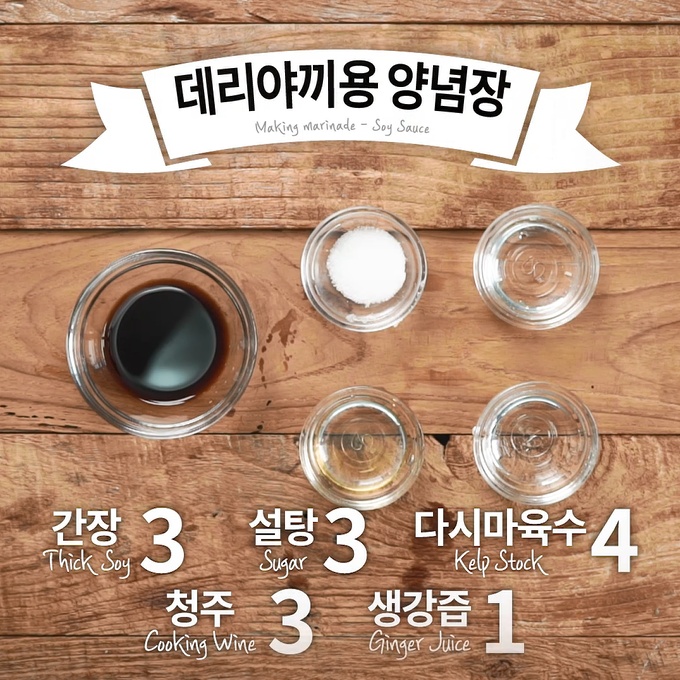 데리야끼용 양념장
Making marinade - Soy Sauce
간장 3 설탕 3 다시마육수 4
Thick Soy Sugar Kelp Stock
청주 3 생강즙 1
Cooking Wine Ginger Juice